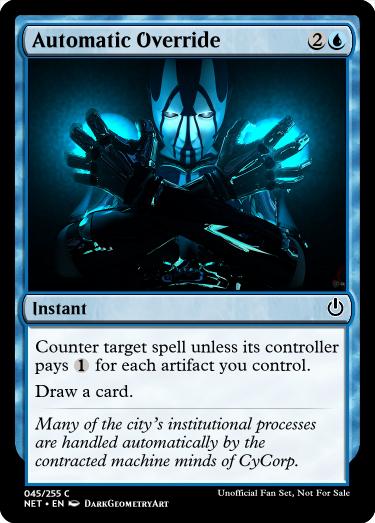 Automatic Override 2
Instant
Counter target spell unless its controller
pays 1 for each artifact you control.
Draw a card.
Many of the city's institutional processes
are handled automatically by the
contracted machine minds of CyCorp.
045/255 C
NET • EN DarkGeometryArt
Unofficial Fan Set, Not For Sale